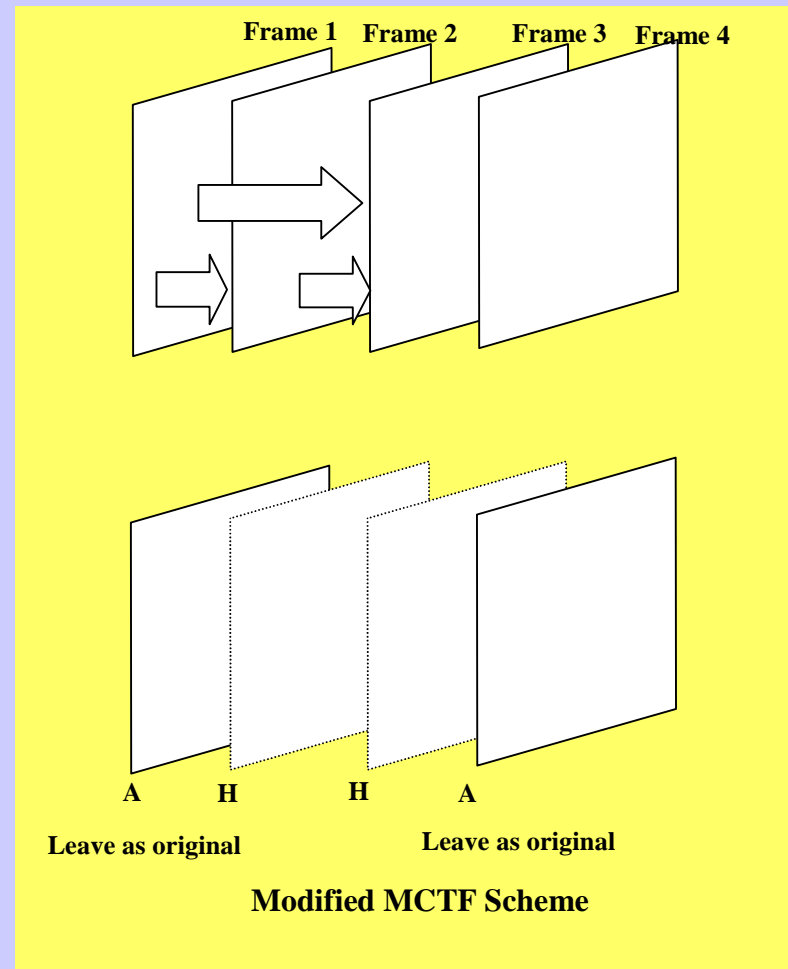 Frame 1 Frame 2 Frame 3 Frame 4
A H H A
Leave as original Leave as original
Modified MCTF Scheme